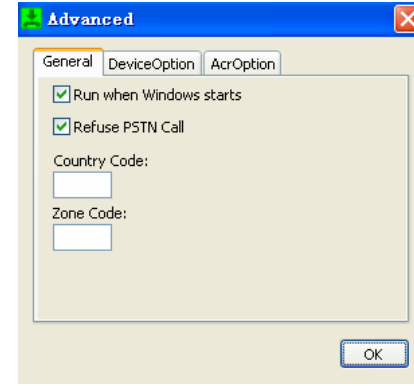 Advanced
General DeviceOption AcrOption
Run when Windows starts
Refuse PSTN Call
Country Code:
Zone Code:
OK